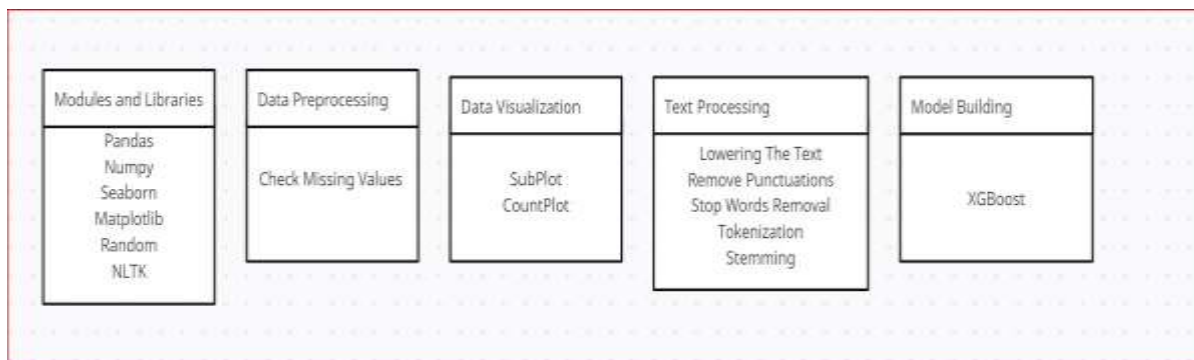 Modules and Libraries
Pandas
Numpy
Seaborn
Matplotlib
Random
NLTK
Data Preprocessing
Check Missing Values
Data Visualization
SubPlot
CountPlot
Text Processing
Lowering The Text
Remove Punctuations
Stop Words Removal
Tokenization
Stemming
Model Building
XGBoost